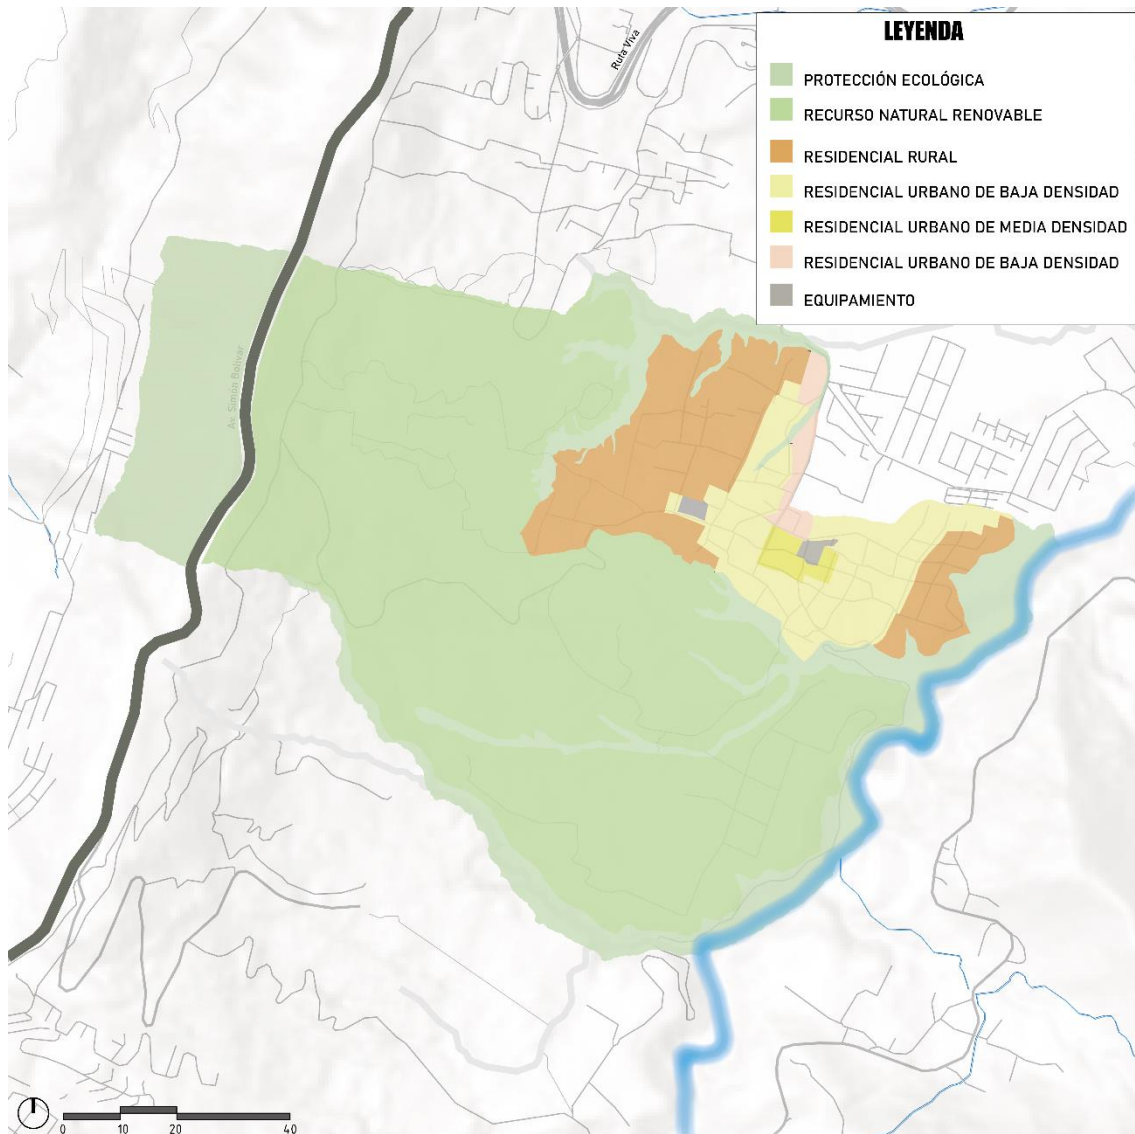 LEYENDA
PROTECCIÓN ECOLÓGICA
RECURSO NATURAL RENOVABLE
RESIDENCIAL RURAL
RESIDENCIAL URBANO DE BAJA DENSIDAD
RESIDENCIAL URBANO DE MEDIA DENSIDAD
RESIDENCIAL URBANO DE BAJA DENSIDAD
EQUIPAMIENTO
Ruta Viva
Av. Simón Bolívar
0 10 20 40